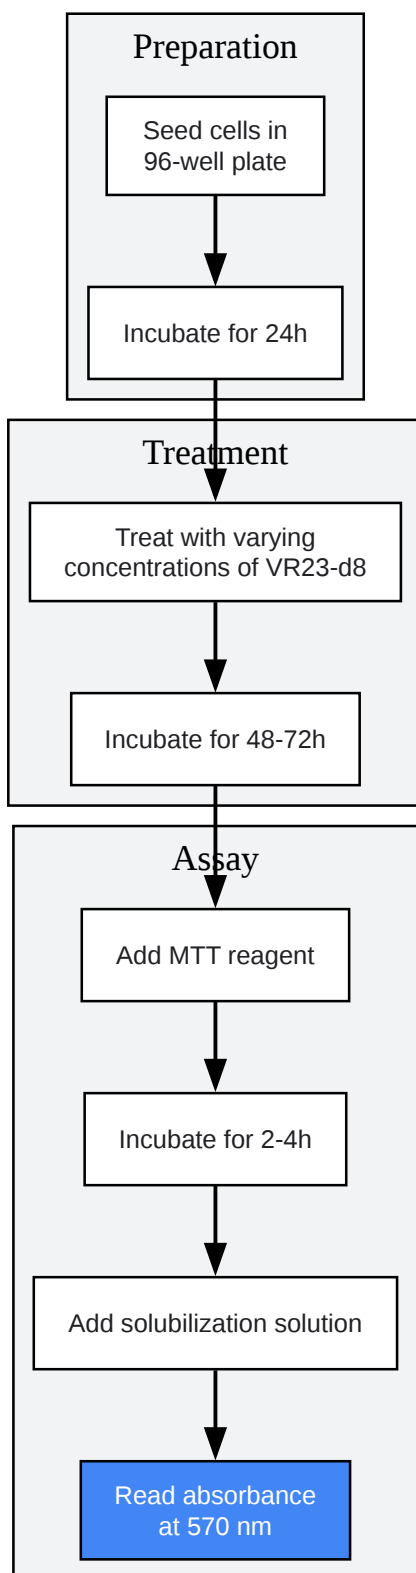 Preparation
Seed cells in
96-well plate
Incubate for 24h
Treatment
Treat with varying
concentrations of VR23-d8
Incubate for 48-72h
Assay
Add MTT reagent
Incubate for 2-4h
Add solubilization solution
Read absorbance
at 570 nm